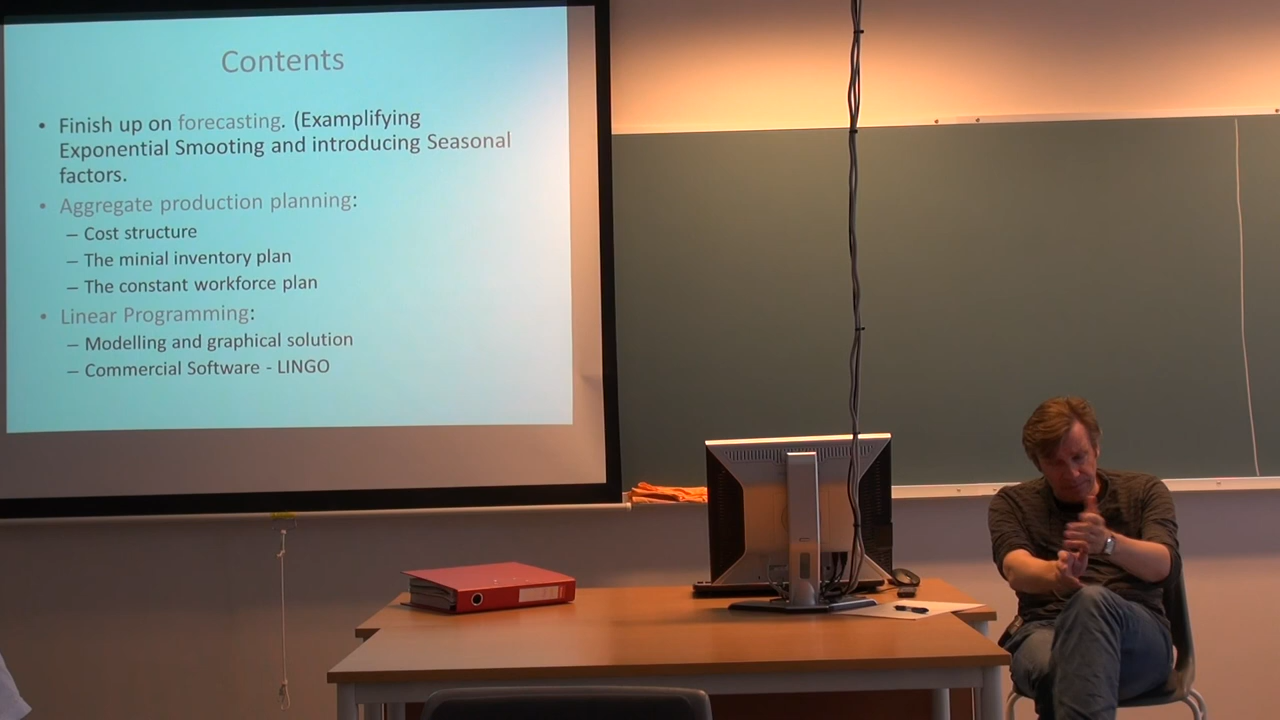 Contents
• Finish up on forecasting. (Examplifying
Exponential Smooting and introducing Seasonal
factors.
• Aggregate production planning:
– Cost structure
– The minial inventory plan
– The constant workforce plan
• Linear Programming:
– Modelling and graphical solution
– Commercial Software - LINGO